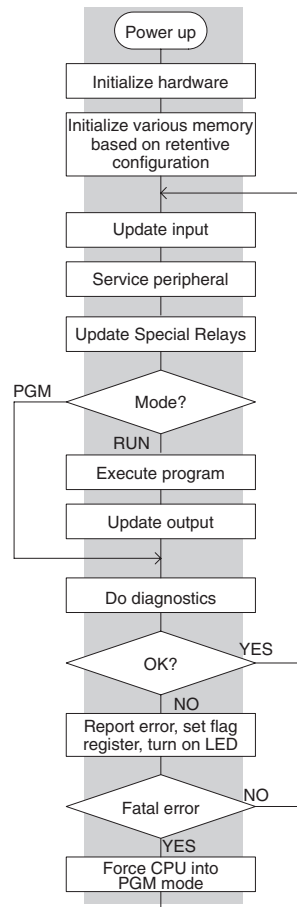 Power up
Initialize hardware
Initialize various memory
based on retentive
configuration
Update input
Service peripheral
Update Special Relays
PGM
Mode?
RUN
Execute program
Update output
Do diagnostics
YES
OK?
NO
Report error, set flag
register, turn on LED
NO
Fatal error
YES
Force CPU into
PGM mode